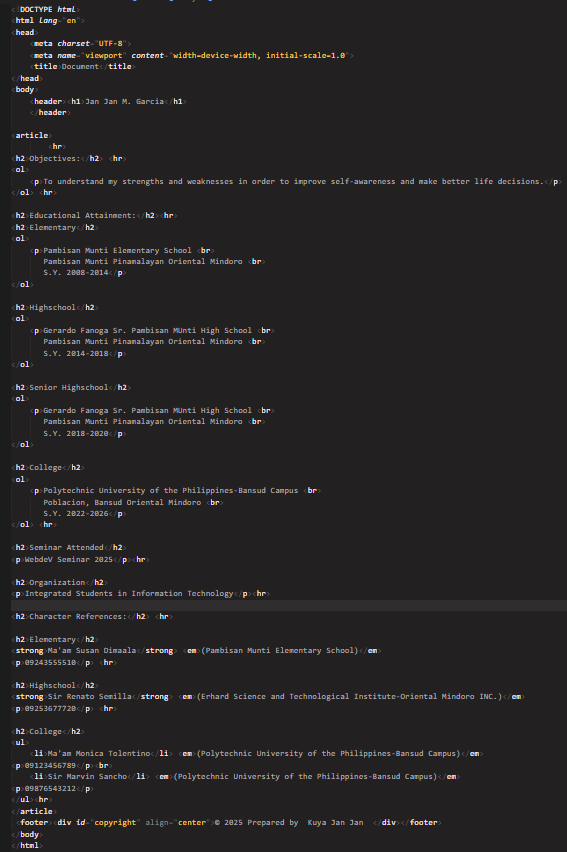 <!DOCTYPE html>
<html lang="en">
<head>
    <meta charset="UTF-8">
    <meta name="viewport" content="width=device-width, initial-scale=1.0">
    <title>Document</title>
</head>
<body>
    <header><h1>Jan Jan M. Garcia</h1>
    </header>

<article>
        <hr>
<h2>Objectives:</h2> <hr>
<ol>
    <p>To understand my strengths and weaknesses in order to improve self-awareness and make better life decisions.</p>
</ol> <hr>

<h2>Educational Attainment:</h2><hr>
<h2>Elementary</h2>
<ol>
    <p>Pambisan Munti Elementary School <br>
       Pambisan Munti Pinamalayan Oriental Mindoro <br>
       S.Y. 2008-2014</p>
</ol>

<h2>Highschool</h2>
<ol>
    <p>Gerardo Fanoga Sr. Pambisan MUnti High School <br>
       Pambisan Munti Pinamalayan Oriental Mindoro <br>
       S.Y. 2014-2018</p>
</ol>

<h2>Senior Highschool</h2>
<ol>
    <p>Gerardo Fanoga Sr. Pambisan MUnti High School <br>
       Pambisan Munti Pinamalayan Oriental Mindoro <br>
       S.Y. 2018-2020</p>
</ol>

<h2>College</h2>
<ol>
    <p>Polytechnic University of the Philippines-Bansud Campus <br>
       Poblacion, Bansud Oriental Mindoro <br>
       S.Y. 2022-2026</p>
</ol> <hr>

<h2>Seminar Attended</h2>
<p>WebdeV Seminar 2025</p><hr>

<h2>Organization</h2>
<p>Integrated Students in Information Technology</p><hr>

<h2>Character References:</h2> <hr>

<h2>Elementary</h2>
<strong>Ma'am Susan Dimaala</strong> <em>(Pambisan Munti Elementary School)</em>
<p>09243555510</p> <hr>

<h2>Highschool</h2>
<strong>Sir Renato Semilla</strong> <em>(Erhard Science and Technological Institute-Oriental Mindoro INC.)</em>
<p>09253677720</p> <hr>

<h2>College</h2>
<ul>
    <li>Ma'am Monica Tolentino</li> <em>(Polytechnic University of the Philippines-Bansud Campus)</em>
<p>09123456789</p><br>
    <li>Sir Marvin Sancho</li> <em>(Polytechnic University of the Philippines-Bansud Campus)</em>
<p>09876543212</p>
</ul><hr>
</article>
 <footer><div id="copyright" align="center">© 2025 Prepared by  Kuya Jan Jan  </div></footer>
</body>
</html>